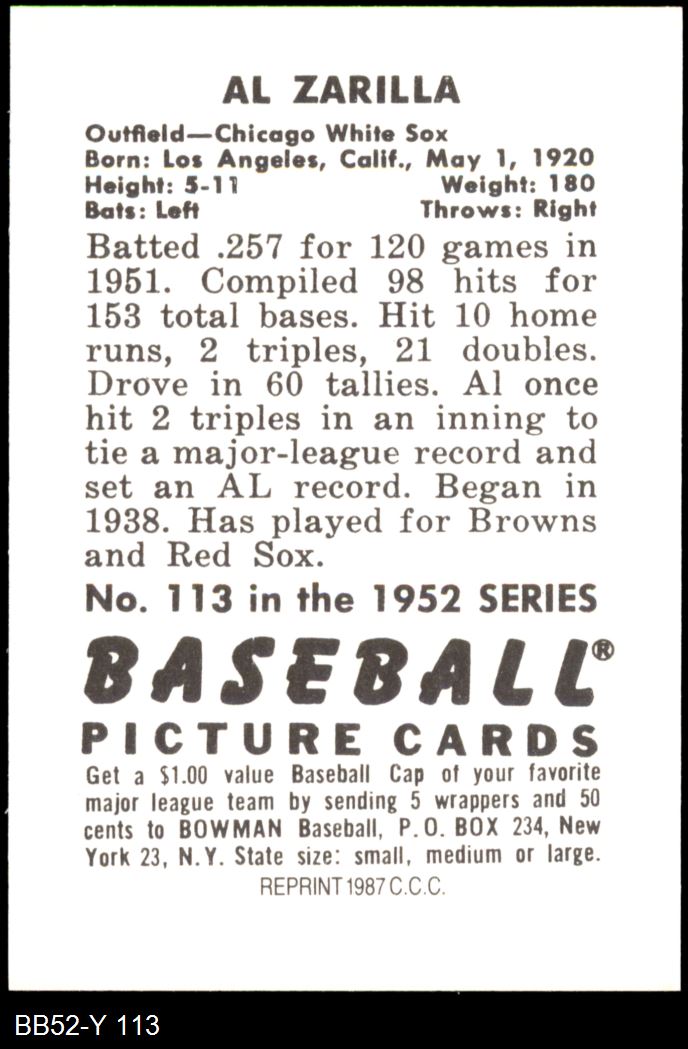 AL ZARILLA
Outfield—Chicago White Sox
Born: Los Angeles, Calif., May 1, 1920
Height: 5-11 Weight: 180
Bats: Left Throws: Right
Batted .257 for 120 games in
1951. Compiled 98 hits for
153 total bases. Hit 10 home
runs, 2 triples, 21 doubles.
Drove in 60 tallies. Al once
hit 2 triples in an inning to
tie a major-league record and
set an AL record. Began in
1938. Has played for Browns
and Red Sox.
No. 113 in the 1952 SERIES
BASEBALL®
PICTURE CARDS
Get a $1.00 value Baseball Cap of your favorite
major league team by sending 5 wrappers and 50
cents to BOWMAN Baseball, P.O. BOX 234, New
York 23, N.Y. State size: small, medium or large.
REPRINT 1987 C.C.C.
BB52-Y 113